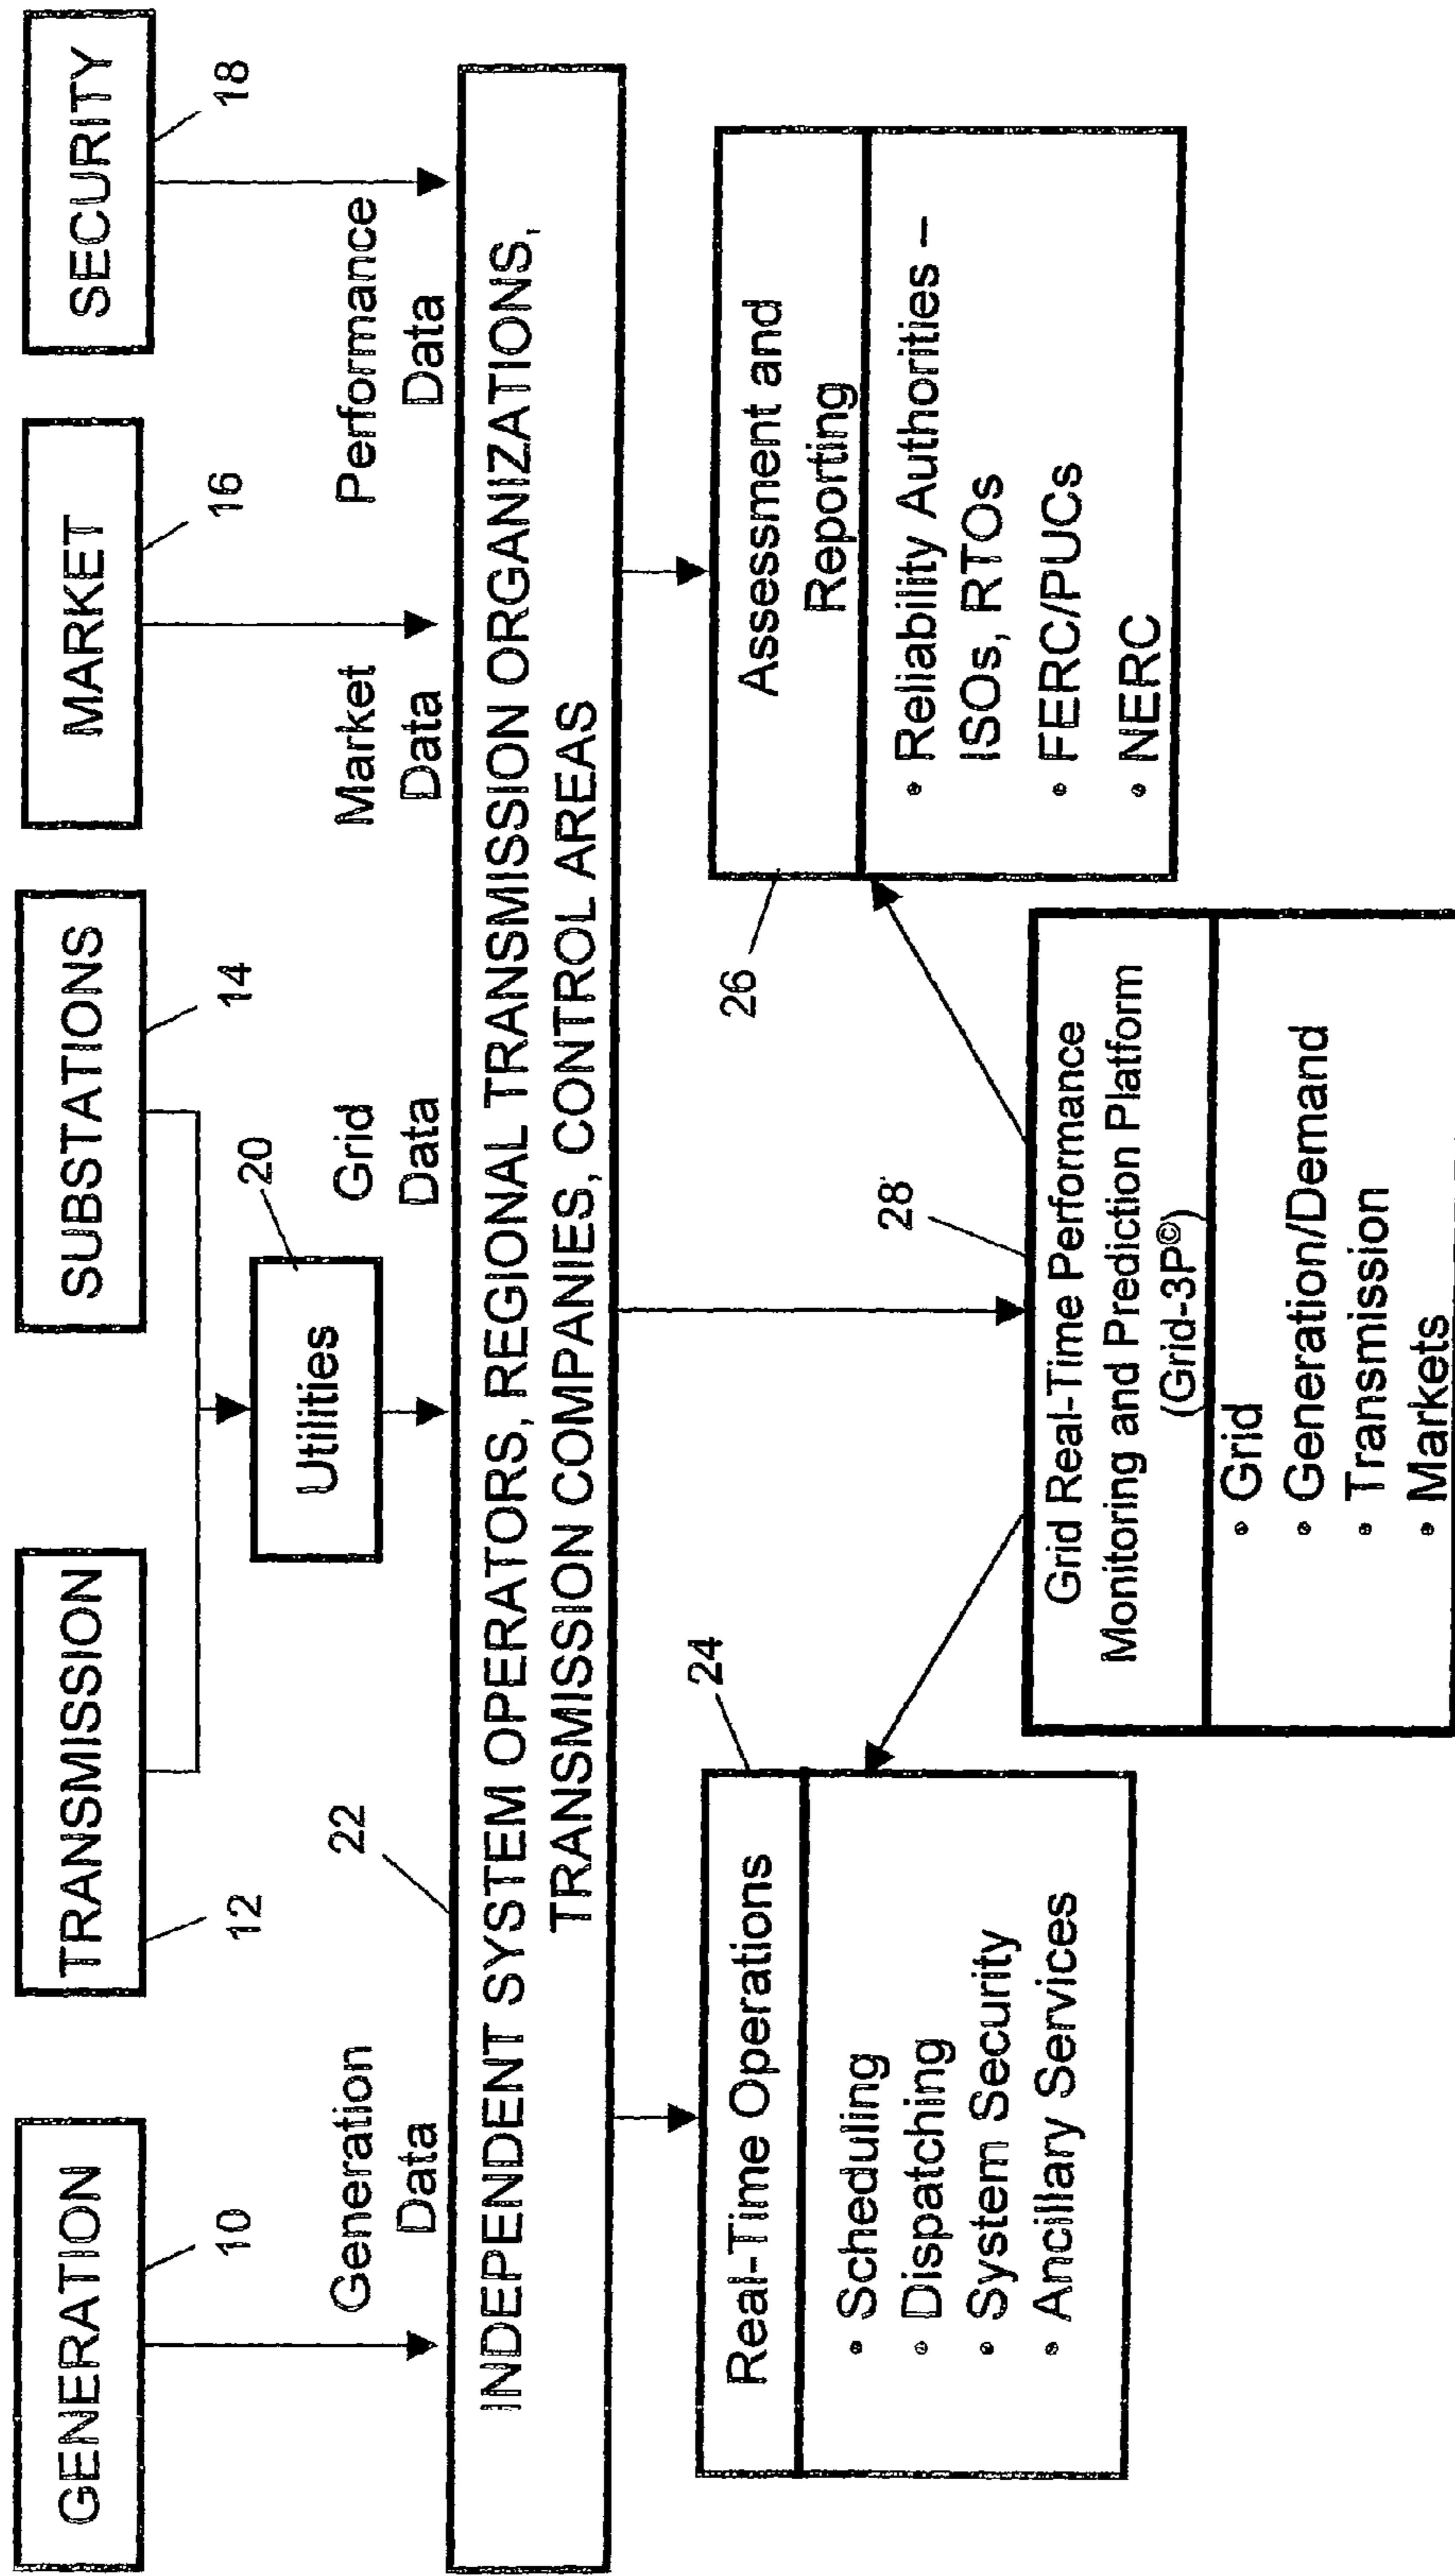 GENERATION
TRANSMISSION
SUBSTATIONS
MARKET
SECURITY
10
12
14
16
18
20
Utilities
Generation
Data
22
Grid
Data
Market
Data
Performance
Data
INDEPENDENT SYSTEM OPERATORS, REGIONAL TRANSMISSION ORGANIZATIONS,
TRANSMISSION COMPANIES, CONTROL AREAS
24
Real-Time Operations
• Scheduling
• Dispatching
• System Security
• Ancillary Services
28
Grid Real-Time Performance
Monitoring and Prediction Platform
(Grid-3P©)
• Grid
• Generation/Demand
• Transmission
• Markets
26
Assessment and
Reporting
• Reliability Authorities –
ISOs, RTOs
• FERC/PUCs
• NERC